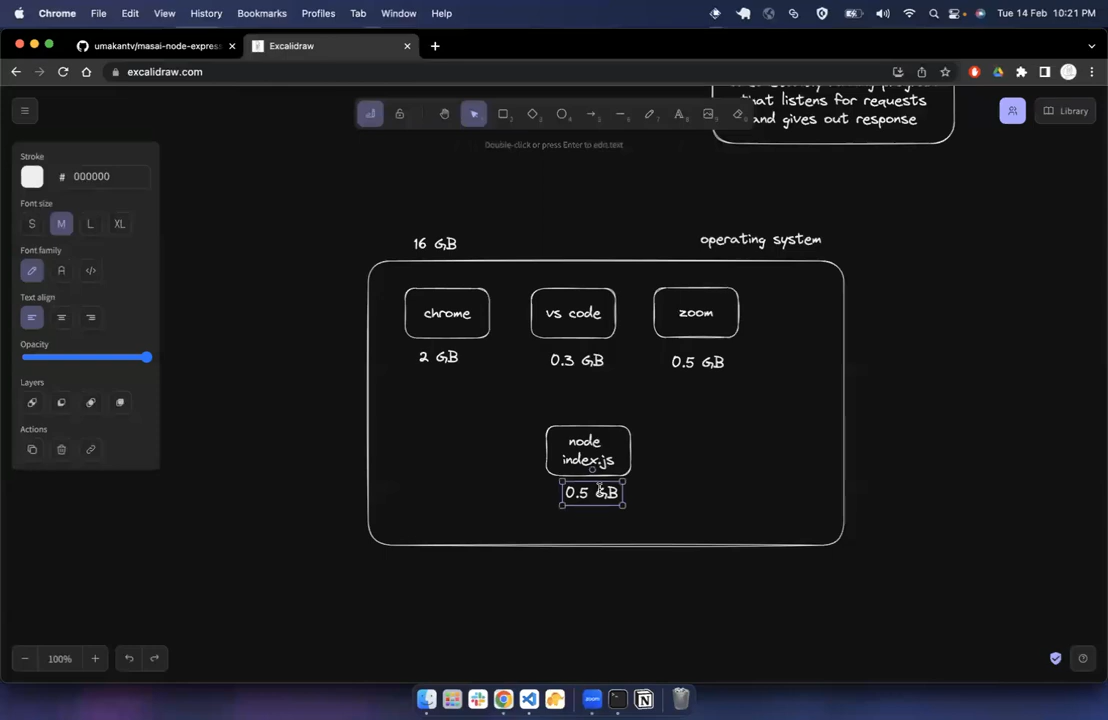 Chrome File Edit View History Bookmarks Profiles Tab Window Help Tue 14 Feb 10:21 PM
umakantv/masai-node-express Excalidraw
excalidraw.com
that listens for requests
and gives out response
Library
Double-click or press Enter to edit text
Stroke
# 000000
Font size
S M L XL
Font family
A </>
Text align
Opacity
Layers
Actions
16 GB operating system
chrome vs code zoom
2 GB 0.3 GB 0.5 GB
node
index.js
0.5 GB
100%
zoom